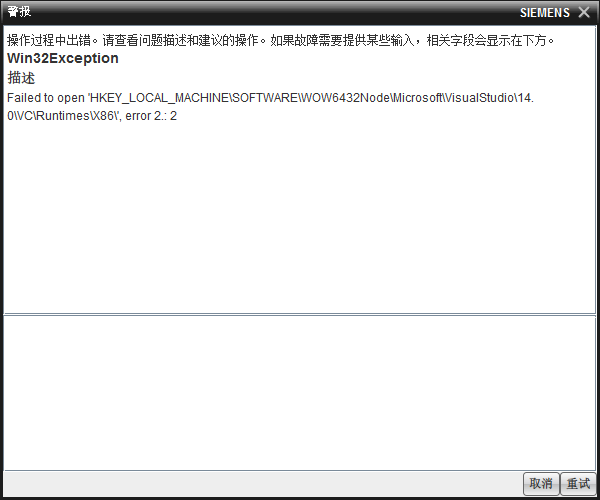 警报
SIEMENS
操作过程中出错。请查看问题描述和建议的操作。如果故障需要提供某些输入，相关字段会显示在下方。
Win32Exception
描述
Failed to open 'HKEY_LOCAL_MACHINE\SOFTWARE\WOW6432Node\Microsoft\VisualStudio\14.
0\VC\Runtimes\X86\', error 2.: 2
取消 重试